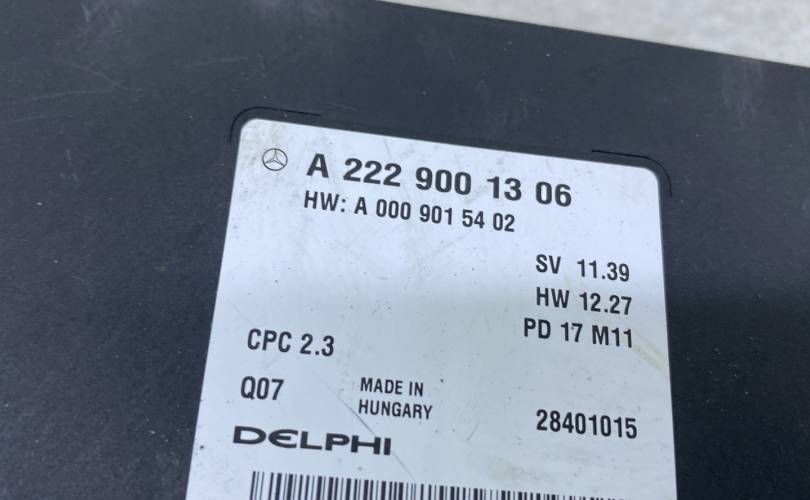 A 222 900 13 06
HW: A 000 901 54 02
SV 11.39
HW 12.27
PD 17 M11
CPC 2.3
Q07
MADE IN
HUNGARY
28401015
DELPHI